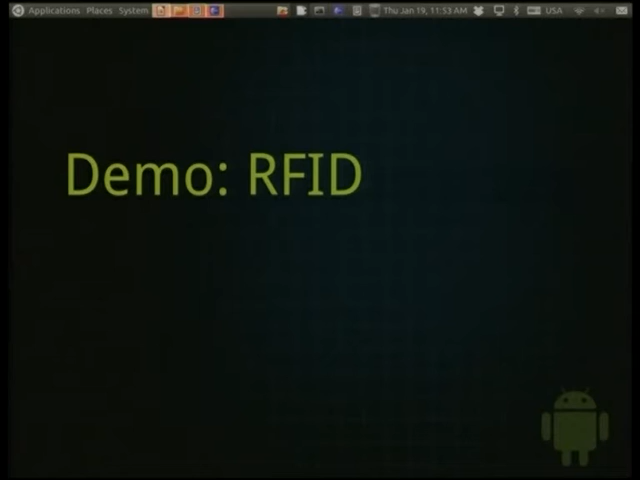 Applications Places System Thu Jan 19, 11:53 AM USA
Demo: RFID